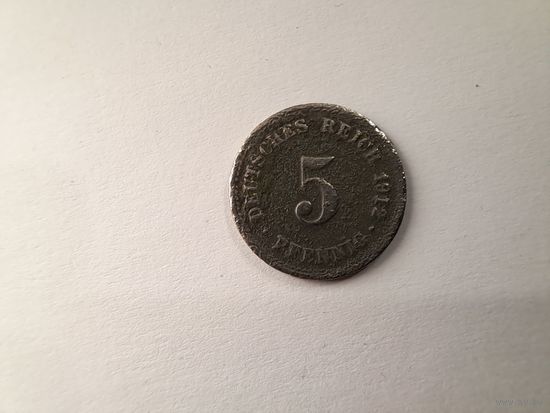 DEUTSCHES REICH 1912.
5
PFENNIG